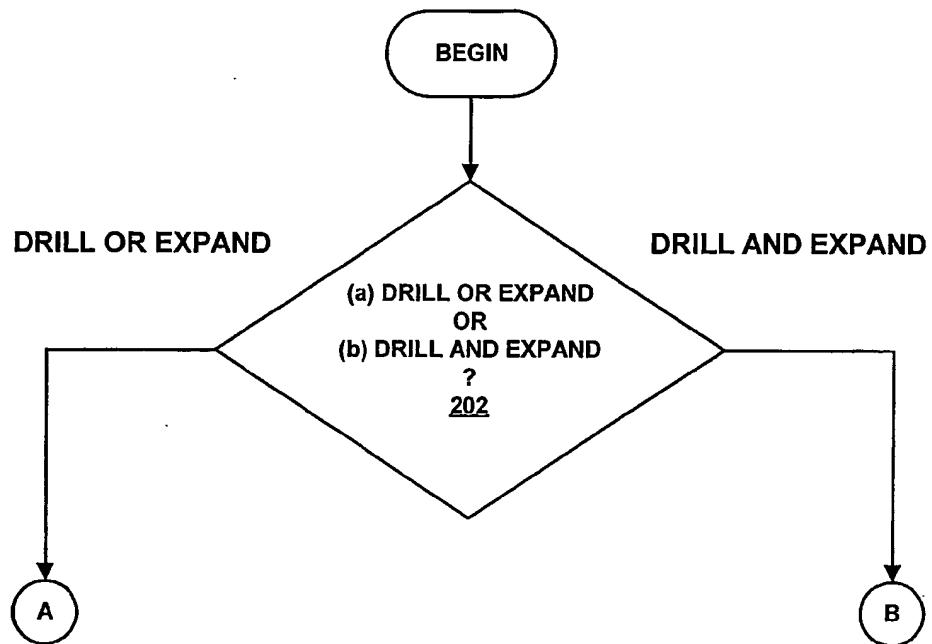 BEGIN
DRILL OR EXPAND
DRILL AND EXPAND
(a) DRILL OR EXPAND
OR
(b) DRILL AND EXPAND
?
202
A
B